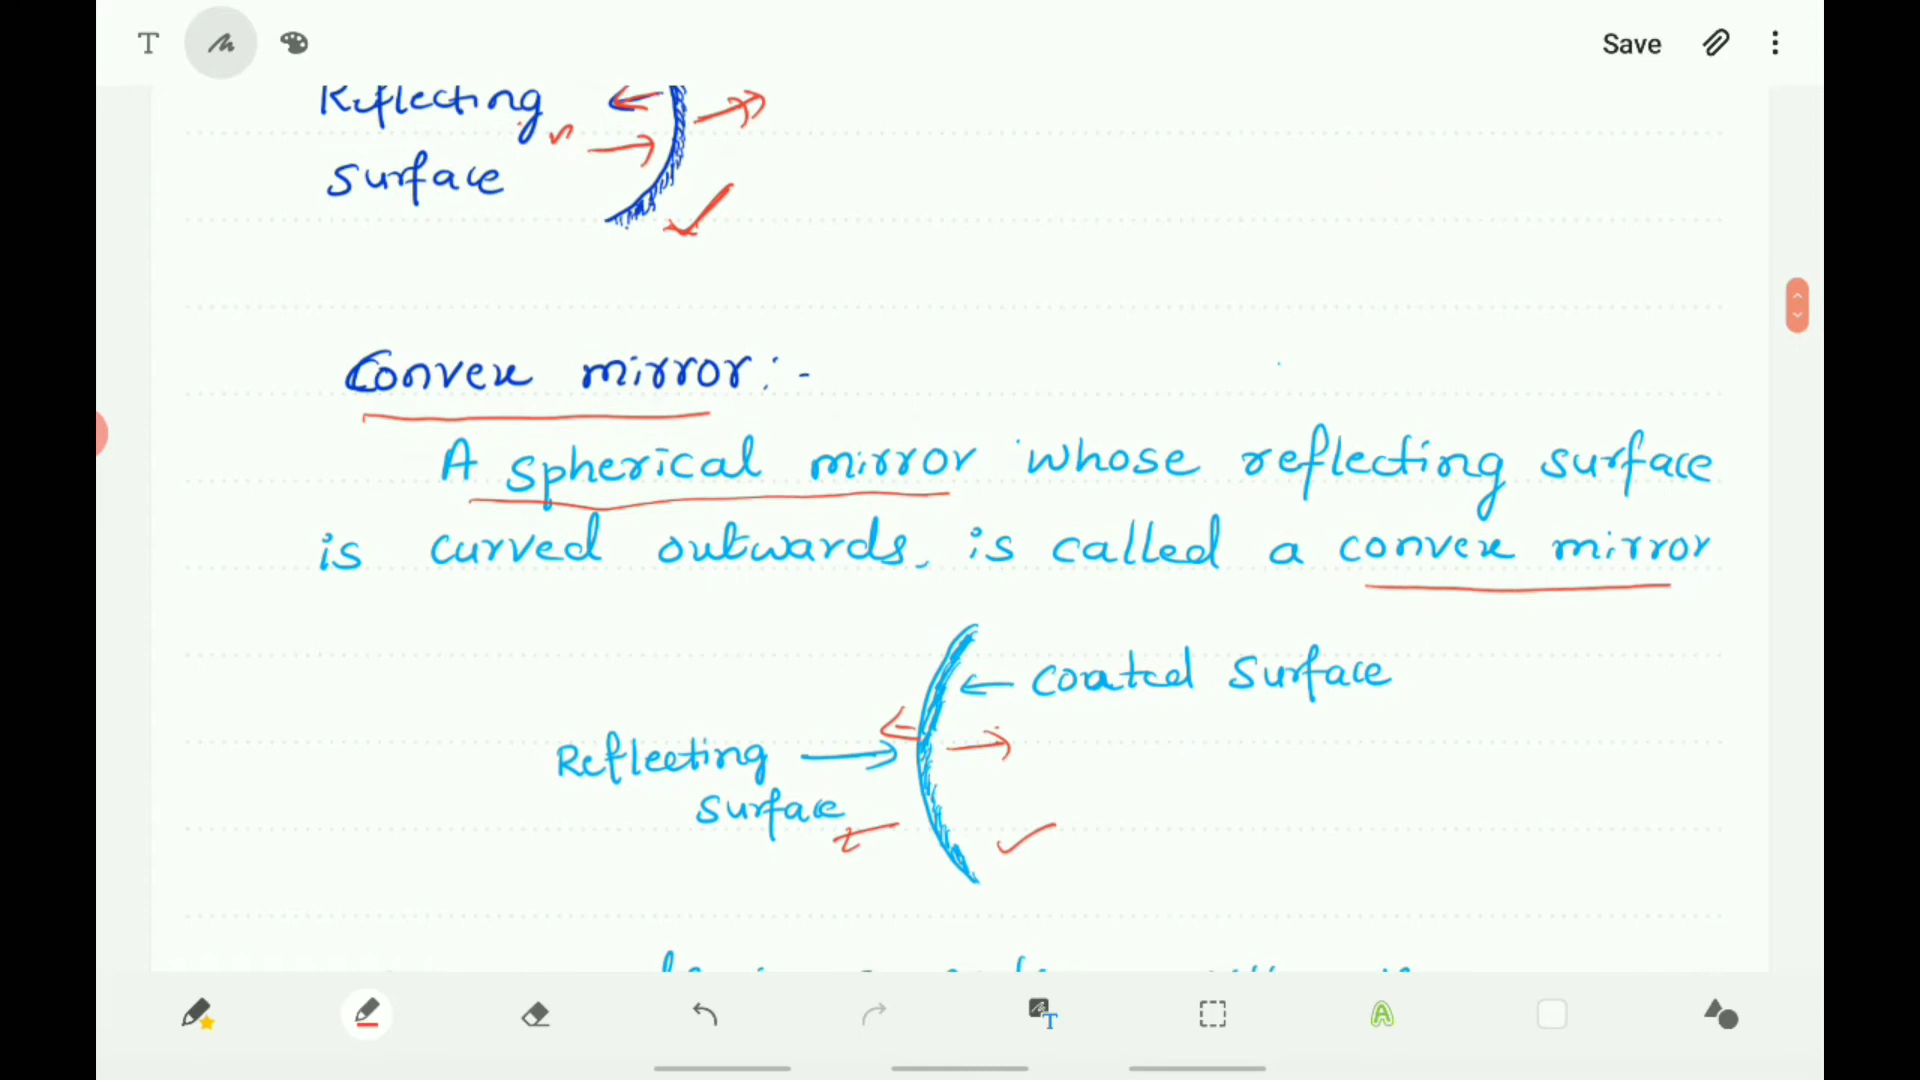 Save
Reflecting
surface
Convex mirror:-
A spherical mirror whose reflecting surface
is curved outwards, is called a convex mirror
Coated Surface
Reflecting
surface